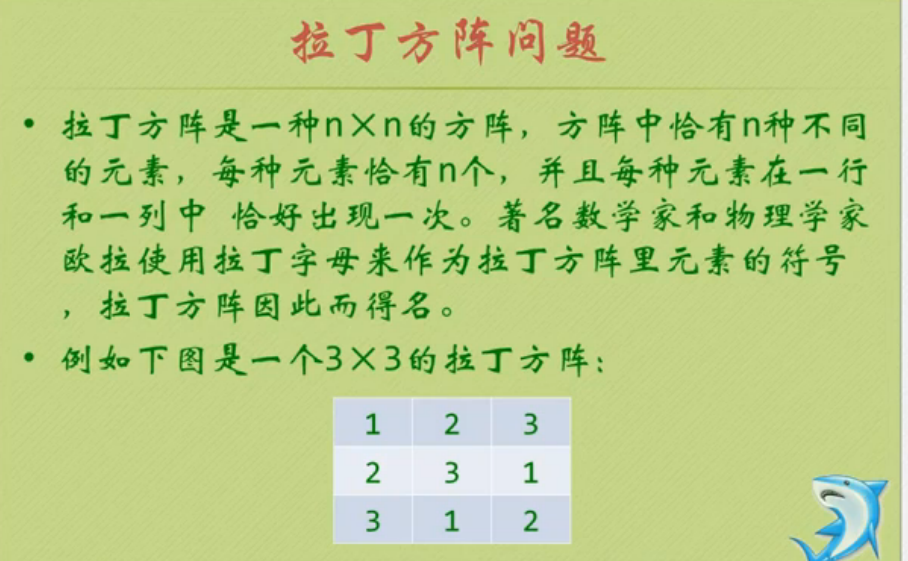 拉丁方阵问题
• 拉丁方阵是一种n×n的方阵，方阵中恰有n种不同
的元素，每种元素恰有n个，并且每种元素在一行
和一列中 恰好出现一次。著名数学家和物理学家
欧拉使用拉丁字母来作为拉丁方阵里元素的符号
，拉丁方阵因此而得名。
• 例如下图是一个3×3的拉丁方阵：
1 2 3
2 3 1
3 1 2